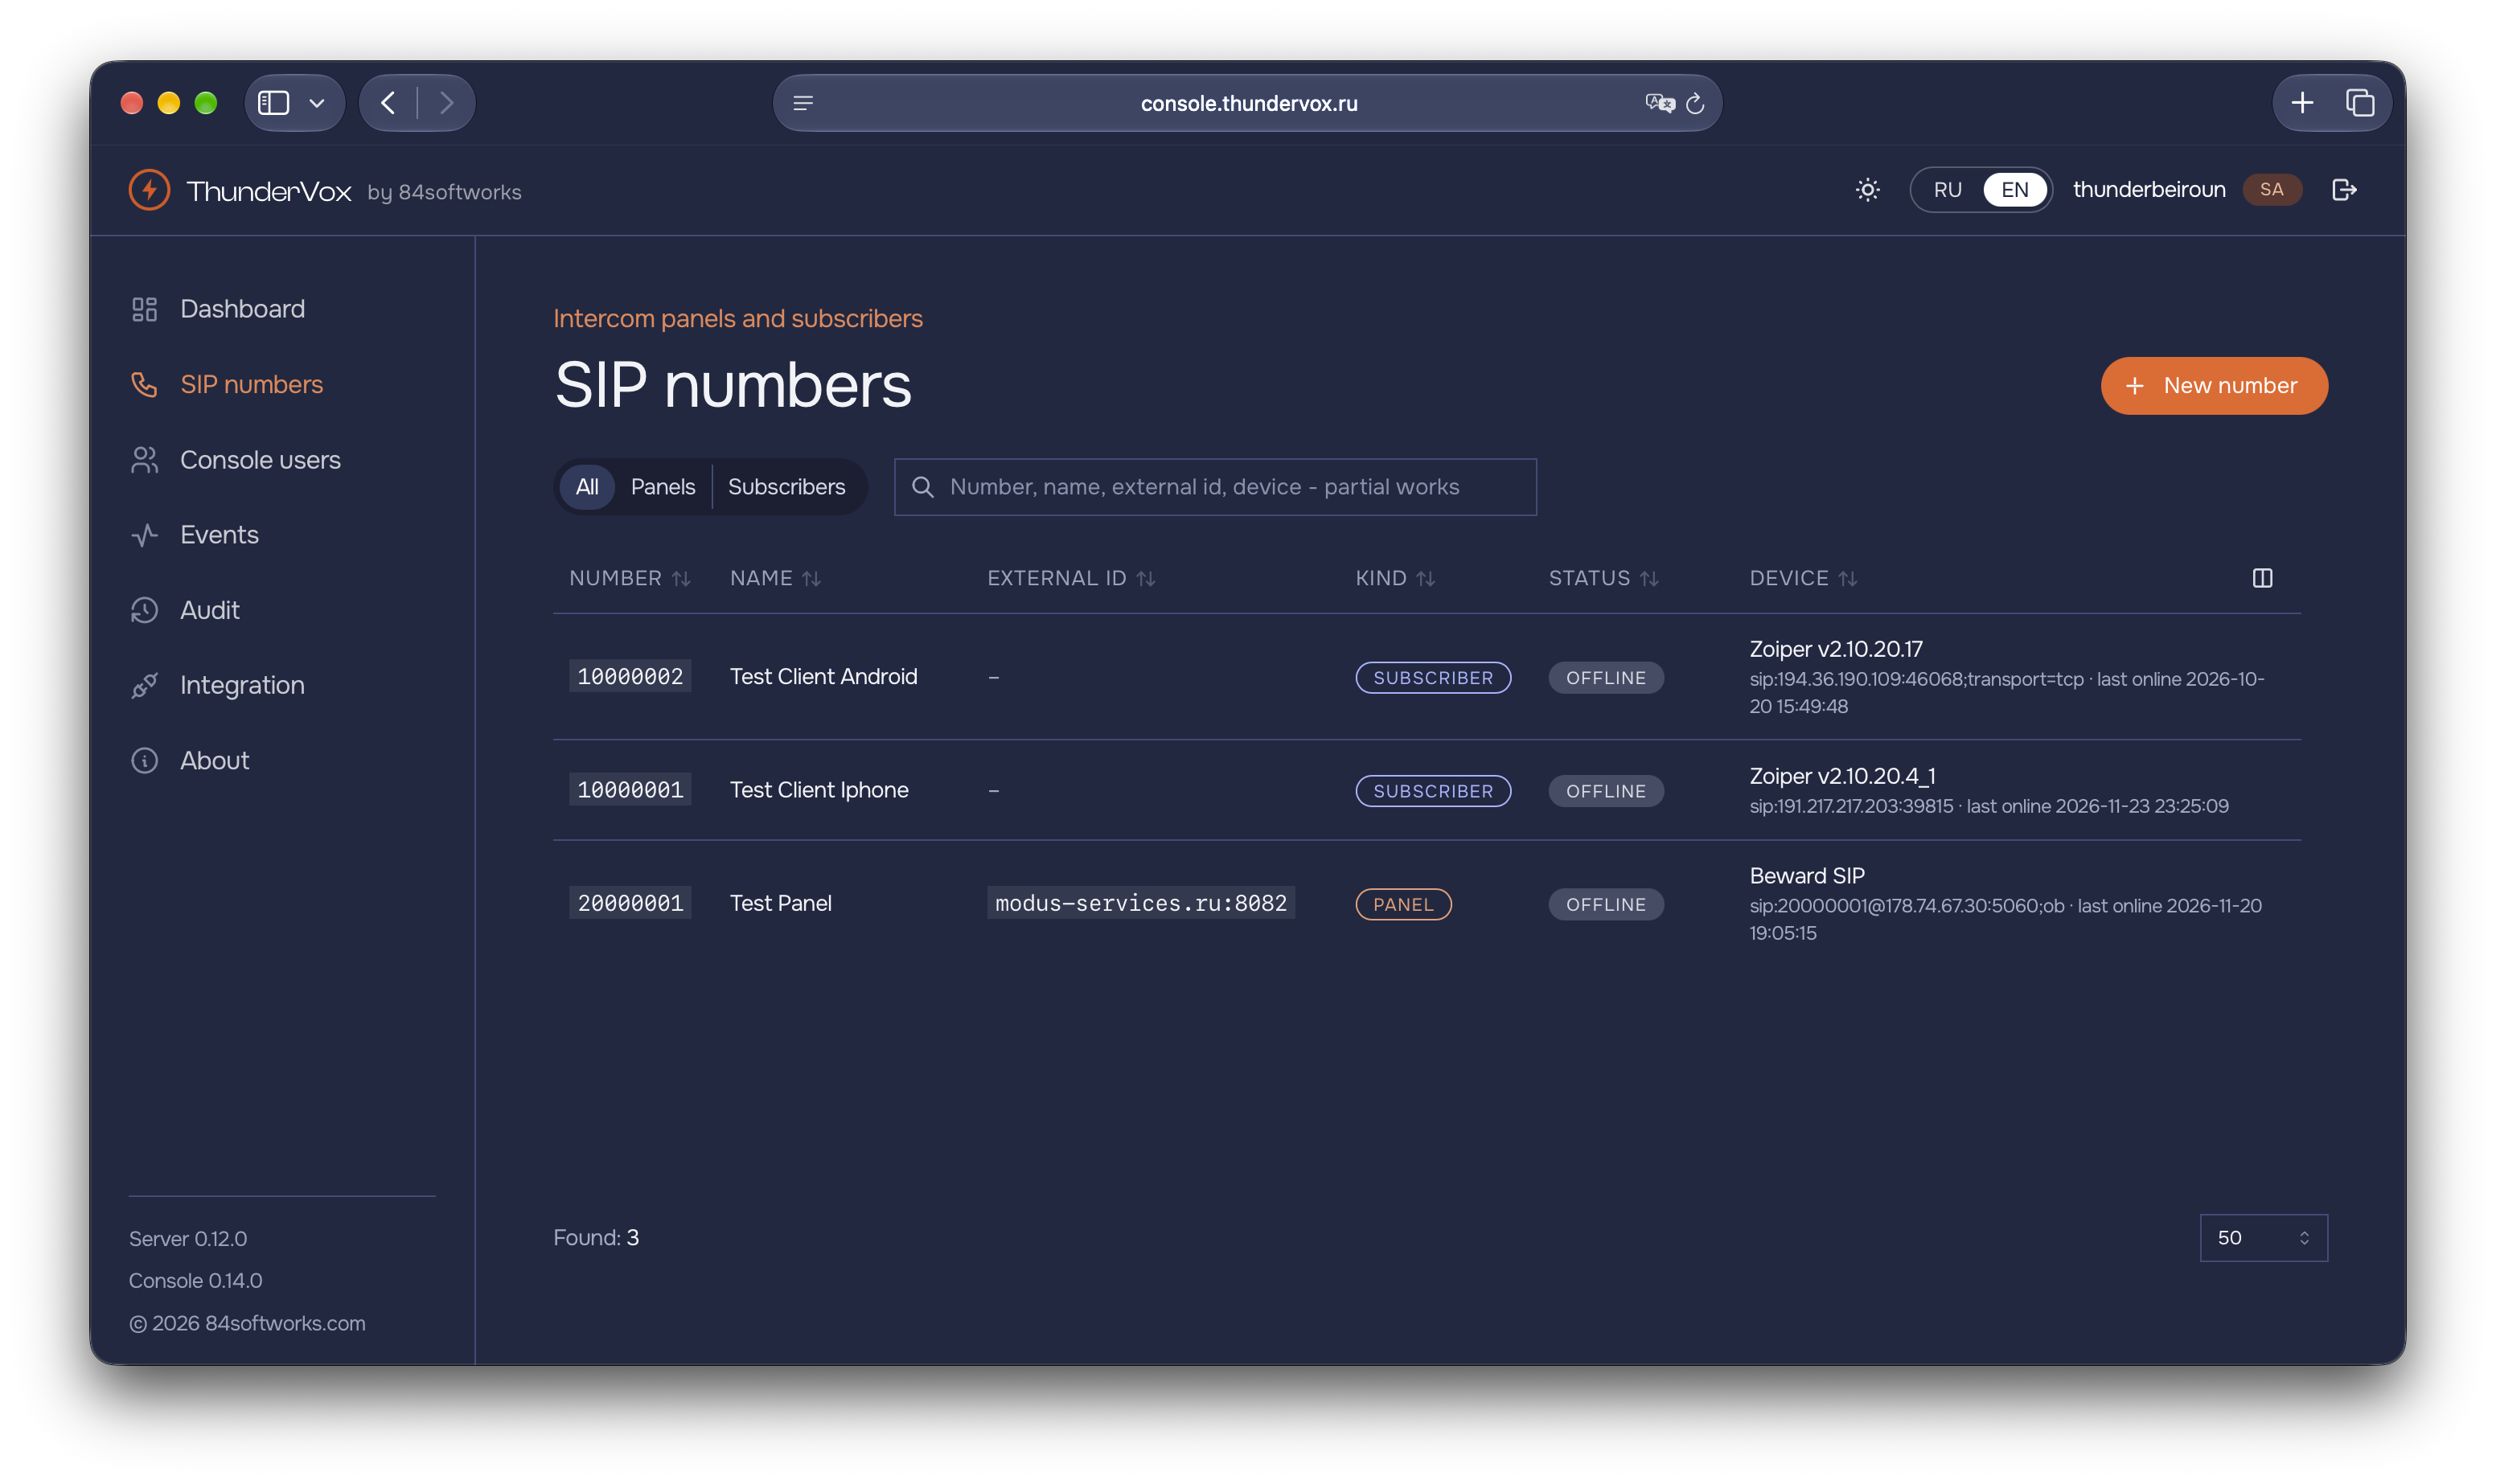 console.thundervox.ru
ThunderVox by 84softworks
RU EN thunderbeiroun SA
Dashboard
SIP numbers
Console users
Events
Audit
Integration
About
Server 0.12.0
Console 0.14.0
© 2026 84softworks.com
Intercom panels and subscribers
SIP numbers
+ New number
All Panels Subscribers
Number, name, external id, device - partial works
NUMBER NAME EXTERNAL ID KIND STATUS DEVICE
10000002 Test Client Android – SUBSCRIBER OFFLINE Zoiper v2.10.20.17
sip:194.36.190.109:46068;transport=tcp · last online 2026-10-
20 15:49:48
10000001 Test Client Iphone – SUBSCRIBER OFFLINE Zoiper v2.10.20.4_1
sip:191.217.217.203:39815 · last online 2026-11-23 23:25:09
20000001 Test Panel modus-services.ru:8082 PANEL OFFLINE Beward SIP
sip:20000001@178.74.67.30:5060;ob · last online 2026-11-20
19:05:15
Found: 3
50